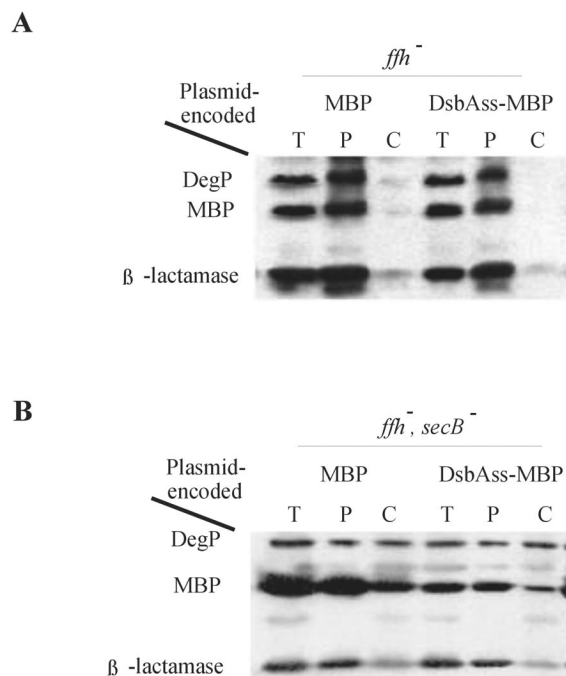 A
ffh -
Plasmid-
encoded
MBP DsbAss-MBP
T P C T P C
DegP
MBP
ß -lactamase
B
ffh -, secB -
Plasmid-
encoded
MBP DsbAss-MBP
T P C T P C
DegP
MBP
ß -lactamase